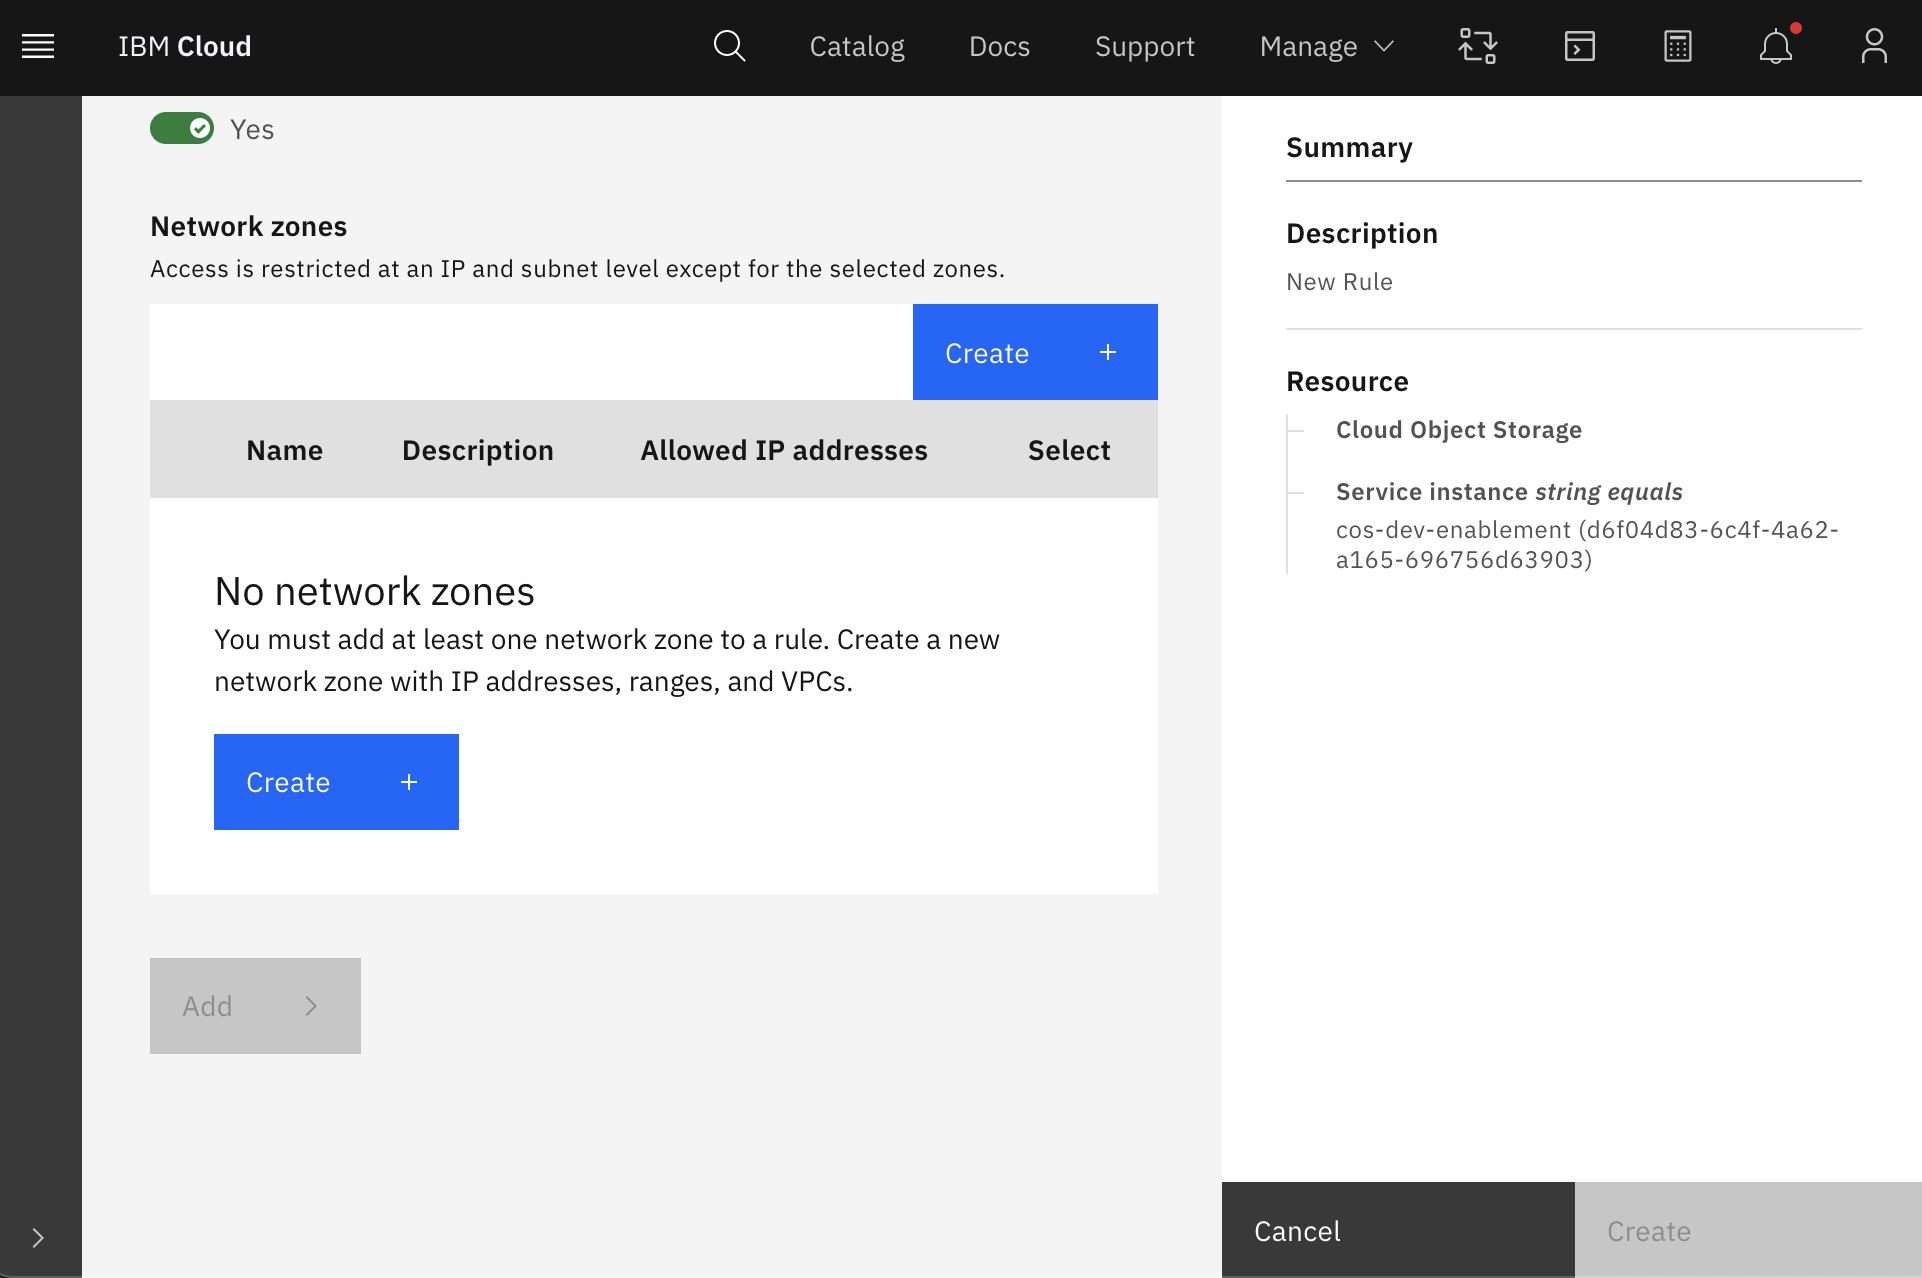 IBM Cloud
Catalog
Docs
Support
Manage
Yes
Network zones
Access is restricted at an IP and subnet level except for the selected zones.
Create
Name
Description
Allowed IP addresses
Select
No network zones
You must add at least one network zone to a rule. Create a new
network zone with IP addresses, ranges, and VPCs.
Create
Add
Summary
Description
New Rule
Resource
Cloud Object Storage
Service instance string equals
cos-dev-enablement (d6f04d83-6c4f-4a62-
a165-696756d63903)
Cancel
Create